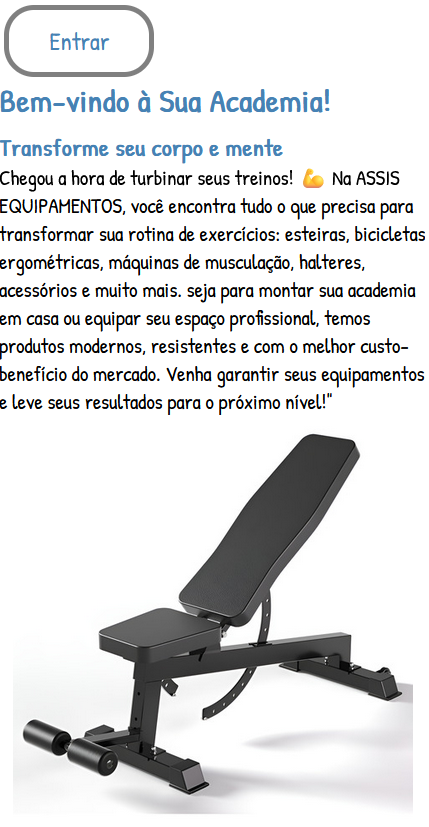 Entrar
Bem-vindo à Sua Academia!
Transforme seu corpo e mente
Chegou a hora de turbinar seus treinos! 💪 Na ASSIS
EQUIPAMENTOS, você encontra tudo o que precisa para
transformar sua rotina de exercícios: esteiras, bicicletas
ergométricas, máquinas de musculação, halteres,
acessórios e muito mais. seja para montar sua academia
em casa ou equipar seu espaço profissional, temos
produtos modernos, resistentes e com o melhor custo-
benefício do mercado. Venha garantir seus equipamentos
e leve seus resultados para o próximo nível!"